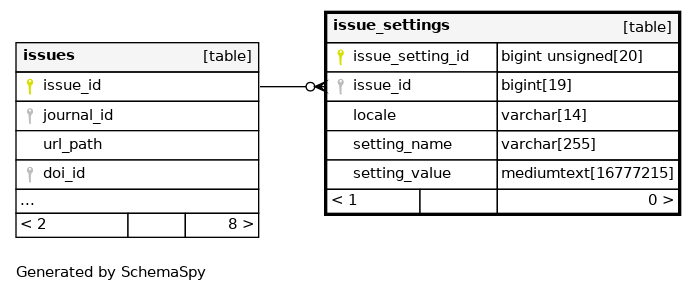 issues [table]
issue_id
journal_id
url_path
doi_id
...
< 2 8 >
issue_settings [table]
issue_setting_id bigint unsigned[20]
issue_id bigint[19]
locale varchar[14]
setting_name varchar[255]
setting_value mediumtext[16777215]
< 1 0 >
Generated by SchemaSpy